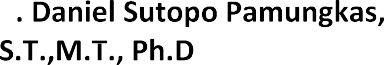 . Daniel Sutopo Pamungkas,
S.T.,M.T., Ph.D